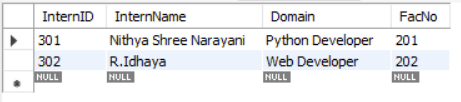 InternID InternName Domain FacNo
301 Nithya Shree Narayani Python Developer 201
302 R.Idhaya Web Developer 202
NULL NULL NULL NULL